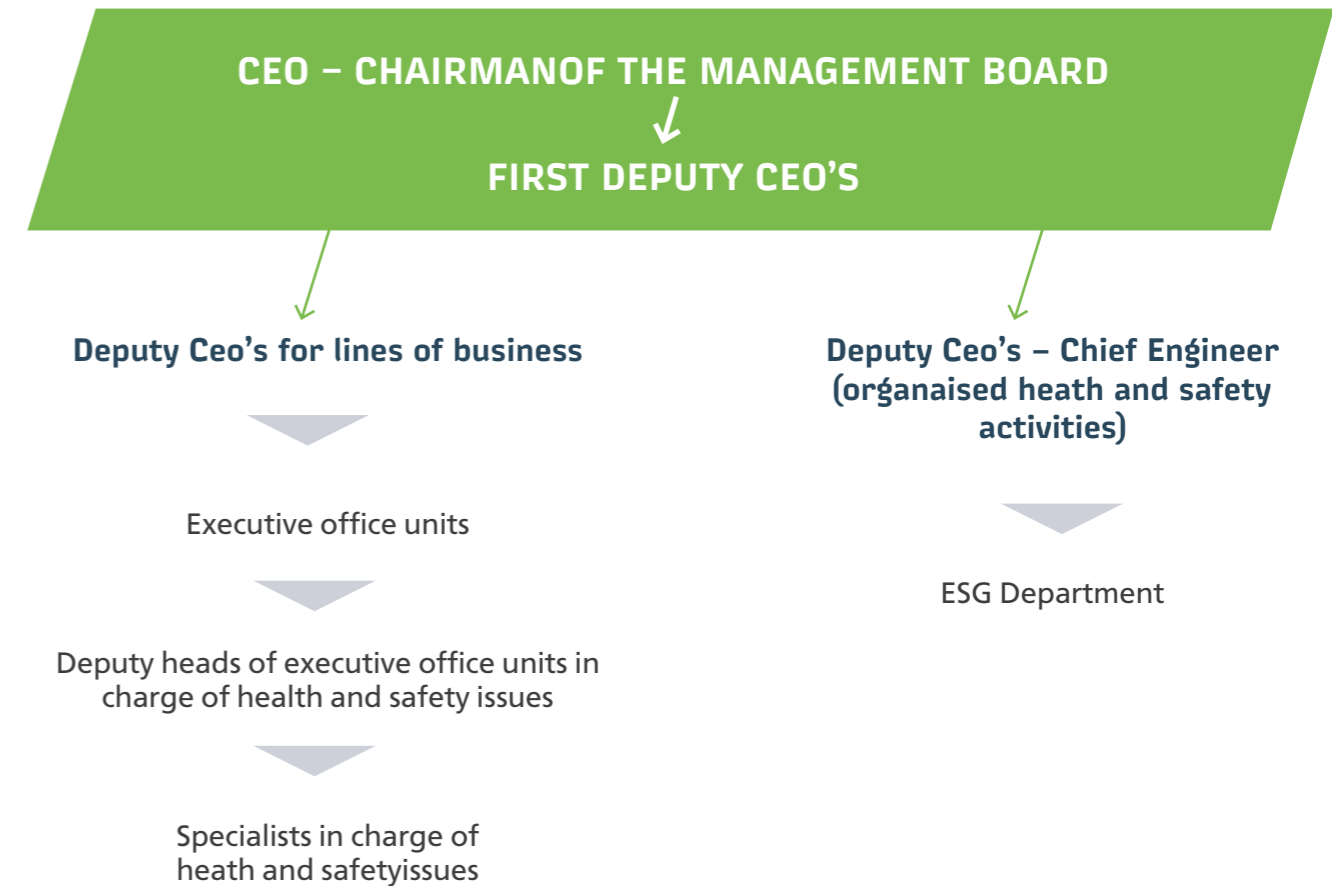 CEO – CHAIRMANOF THE MANAGEMENT BOARD
FIRST DEPUTY CEO’S
Deputy Ceo’s for lines of business
Executive office units
Deputy heads of executive office units in
charge of health and safety issues
Specialists in charge of
heath and safetyissues
Deputy Ceo’s – Chief Engineer
(organaised heath and safety
activities)
ESG Department